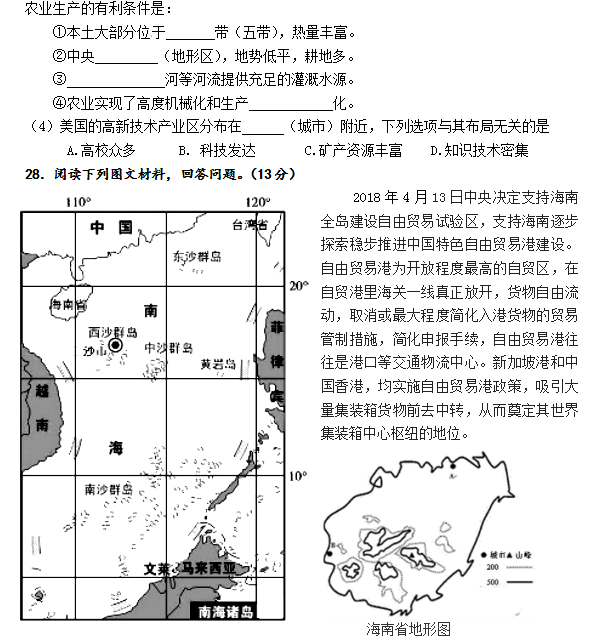 农业生产的有利条件是：
①本土大部分位于______带（五带），热量丰富。
②中央________（地形区），地势低平，耕地多。
③____________河等河流提供充足的灌溉水源。
④农业实现了高度机械化和生产__________化。
（4）美国的高新技术产业区分布在_____（城市）附近，下列选项与其布局无关的是
A.高校众多 B. 科技发达 C.矿产资源丰富 D.知识技术密集
28．阅读下列图文材料，回答问题。（13分）
110° 120°
中 国
台湾省
东沙群岛
20°
海南省
南
西沙群岛
沙市
中沙群岛
黄岩岛
菲律宾
越南
海
10°
南沙群岛
文莱 马来西亚
南海诸岛
2018 年 4 月 13 日中央决定支持海南
全岛建设自由贸易试验区，支持海南逐步
探索稳步推进中国特色自由贸易港建设。
自由贸易港为开放程度最高的自贸区，在
自贸港里海关一线真正放开，货物自由流
动，取消或最大程度简化入港货物的贸易
管制措施，简化申报手续，自由贸易港往
往是港口等交通物流中心。新加坡港和中
国香港，均实施自由贸易港政策，吸引大
量集装箱货物前去中转，从而奠定其世界
集装箱中心枢纽的地位。
A
B
● 城市▲山峰
200
500
海南省地形图